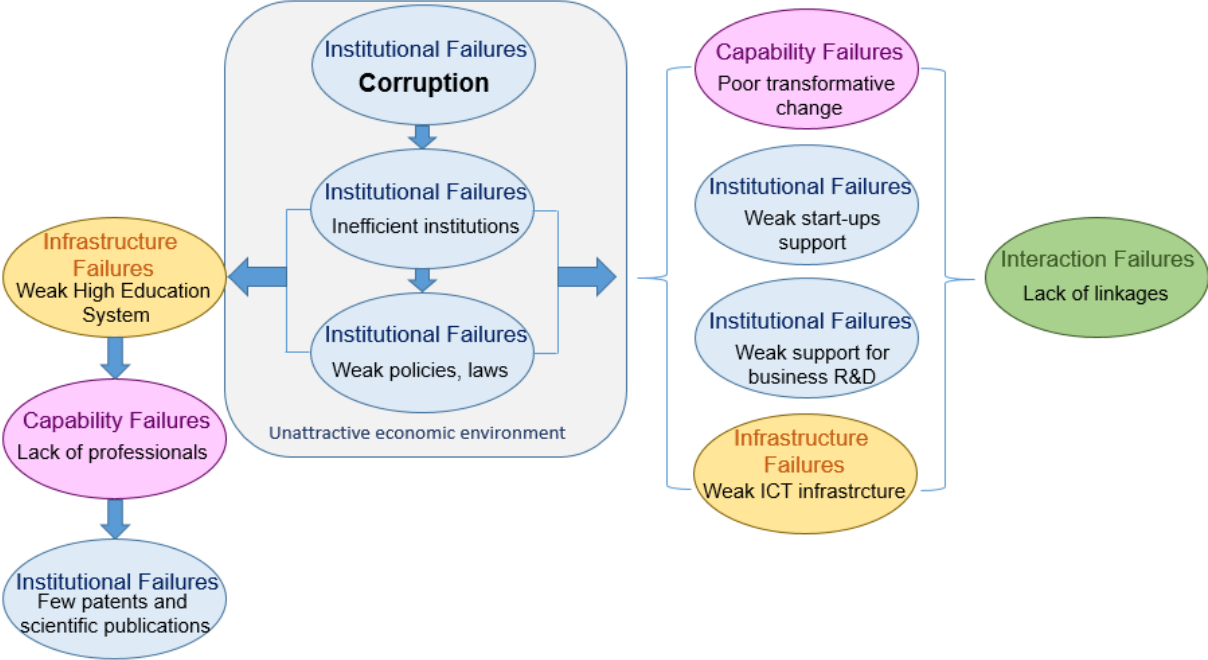 Institutional Failures
Corruption
Institutional Failures
Inefficient institutions
Institutional Failures
Weak policies, laws
Unattractive economic environment
Infrastructure
Failures
Weak High Education
System
Capability Failures
Lack of professionals
Institutional Failures
Few patents and
scientific publications
Capability Failures
Poor transformative
change
Institutional Failures
Weak start-ups
support
Institutional Failures
Weak support for
business R&D
Infrastructure
Failures
Weak ICT infrastrcture
Interaction Failures
Lack of linkages